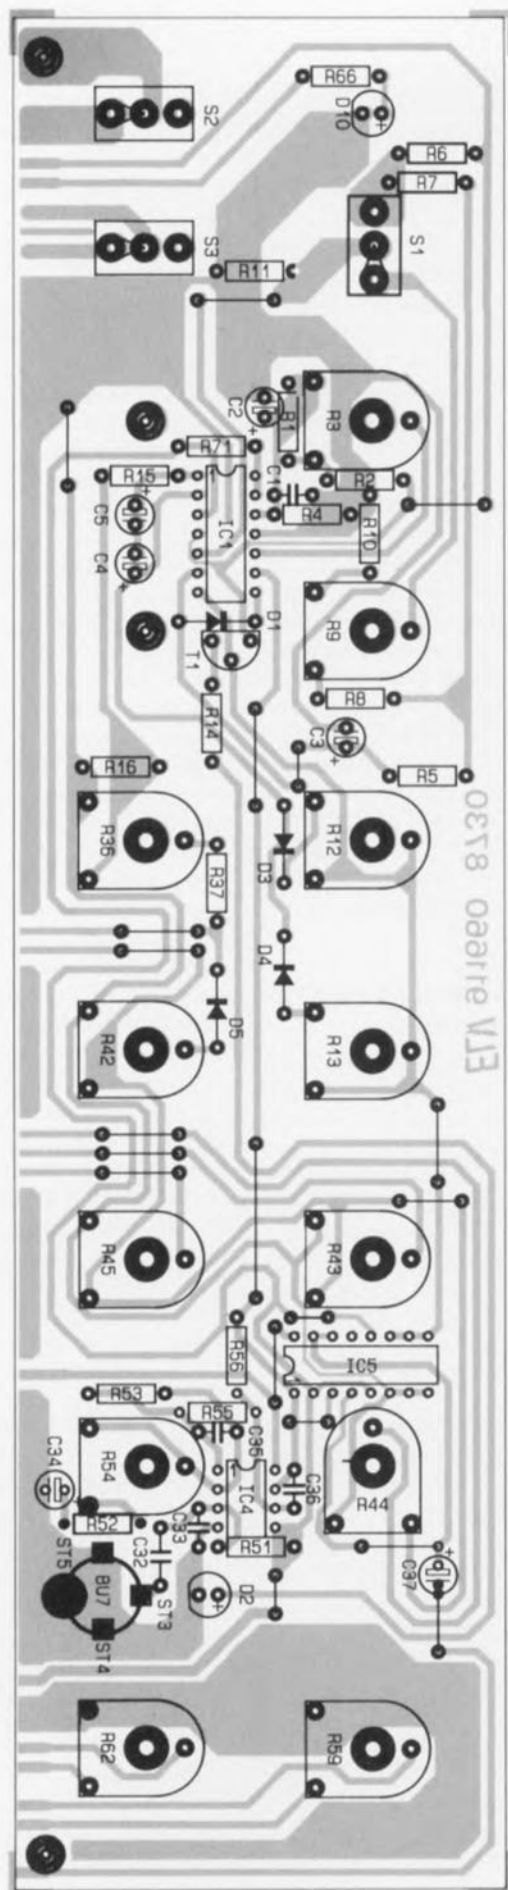 R66
S2
D10
+
R6
R7
S3
S1
R11
C2
+
R1
R3
R71
R15
+
C1
R2
C5
IC1
R4
R10
C4
+
D1
R9
T1
R14
R8
C3
+
R16
R5
R36
R12
D3
R37
ELV 911660 8730
D4
R42
D5
R13
R45
R43
R56
IC5
R53
R55
C35
R54
C34
IC4
C36
R44
R52
C33
ST5
C32
R51
+
BU7
D2
+
C37
ST3
ST4
R62
R59